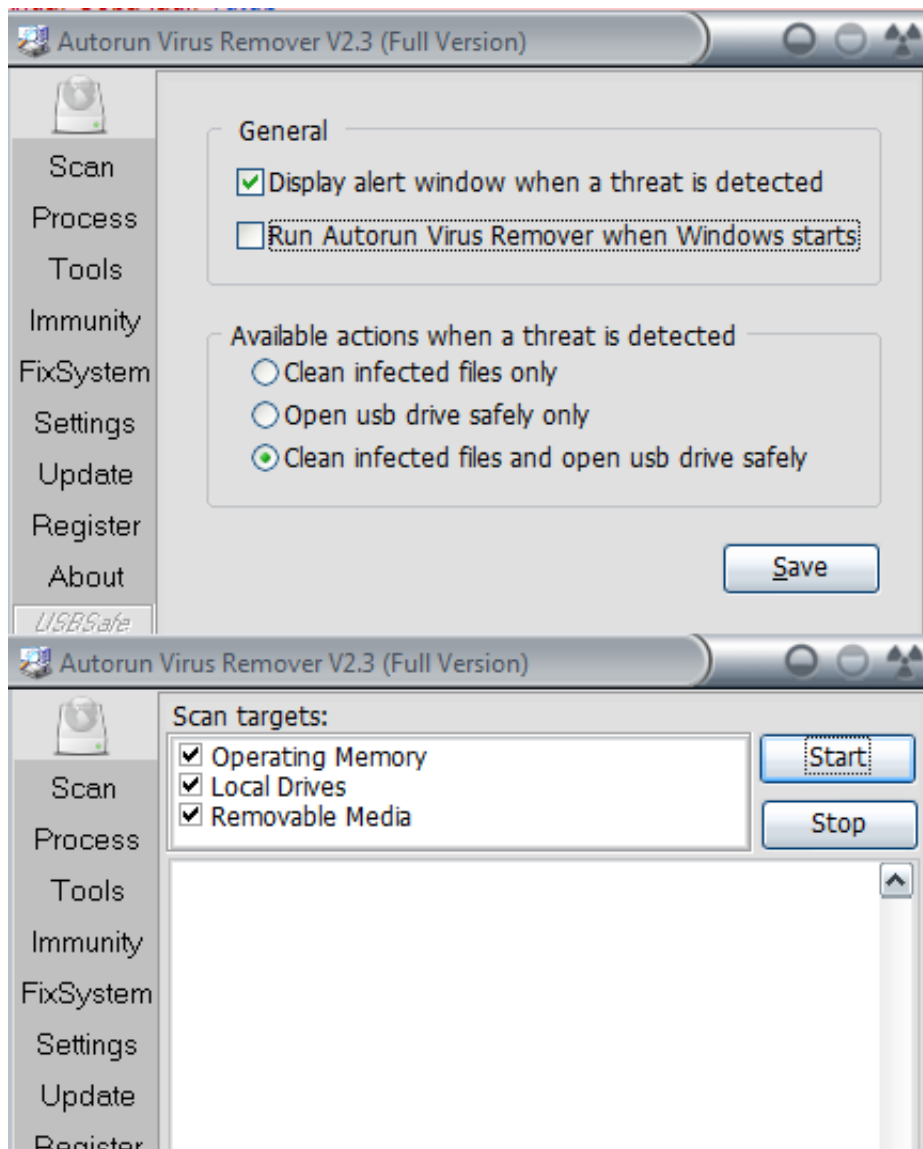 Autorun Virus Remover V2.3 (Full Version)
Scan
Process
Tools
Immunity
FixSystem
Settings
Update
Register
About
USBSafe
General
Display alert window when a threat is detected
Run Autorun Virus Remover when Windows starts
Available actions when a threat is detected
Clean infected files only
Open usb drive safely only
Clean infected files and open usb drive safely
Save
Autorun Virus Remover V2.3 (Full Version)
Scan
Process
Tools
Immunity
FixSystem
Settings
Update
Register
Scan targets:
Operating Memory
Local Drives
Removable Media
Start
Stop